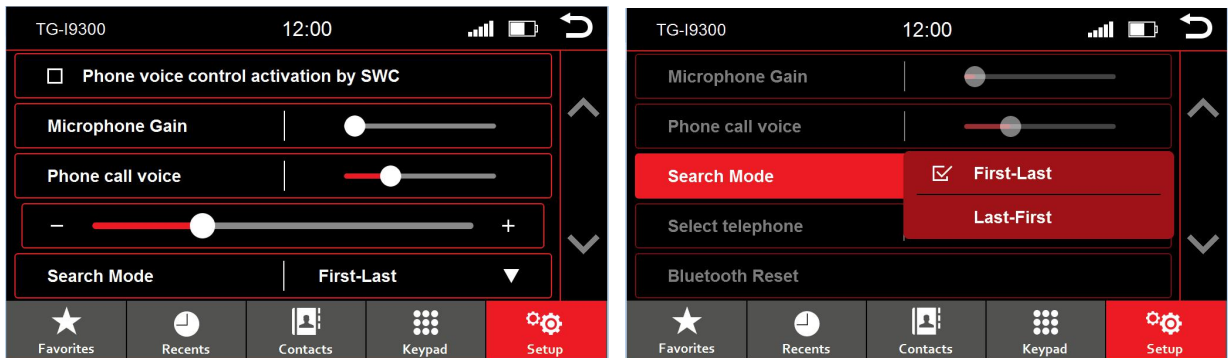 TG-I9300 12:00
Phone voice control activation by SWC
Microphone Gain
Phone call voice
− +
Search Mode First-Last ▼
Favorites Recents Contacts Keypad Setup
TG-I9300 12:00
Microphone Gain
Phone call voice
Search Mode First-Last
Last-First
Select telephone
Bluetooth Reset
Favorites Recents Contacts Keypad Setup